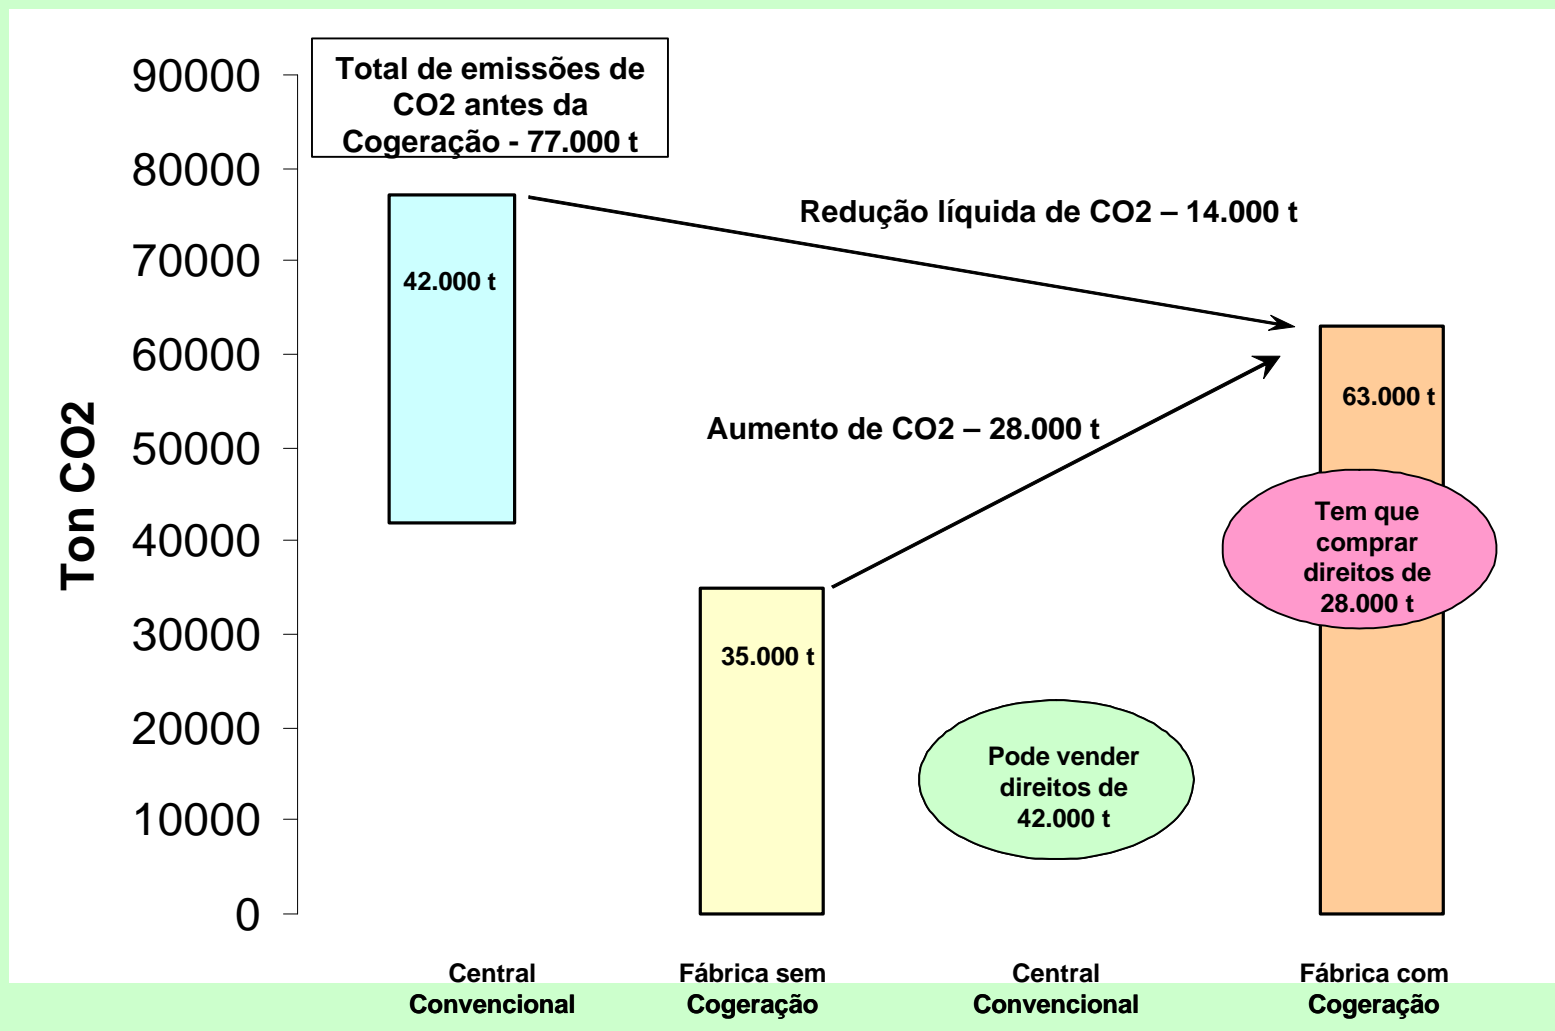 Total de emissões de
CO2 antes da
Cogeração - 77.000 t
90000
80000
70000
60000
50000
40000
30000
20000
10000
0
Ton CO2
Redução líquida de CO2 – 14.000 t
42.000 t
63.000 t
Aumento de CO2 – 28.000 t
Tem que
comprar
direitos de
28.000 t
35.000 t
Pode vender
direitos de
42.000 t
Central
Convencional
Fábrica sem
Cogeração
Central
Convencional
Fábrica com
Cogeração